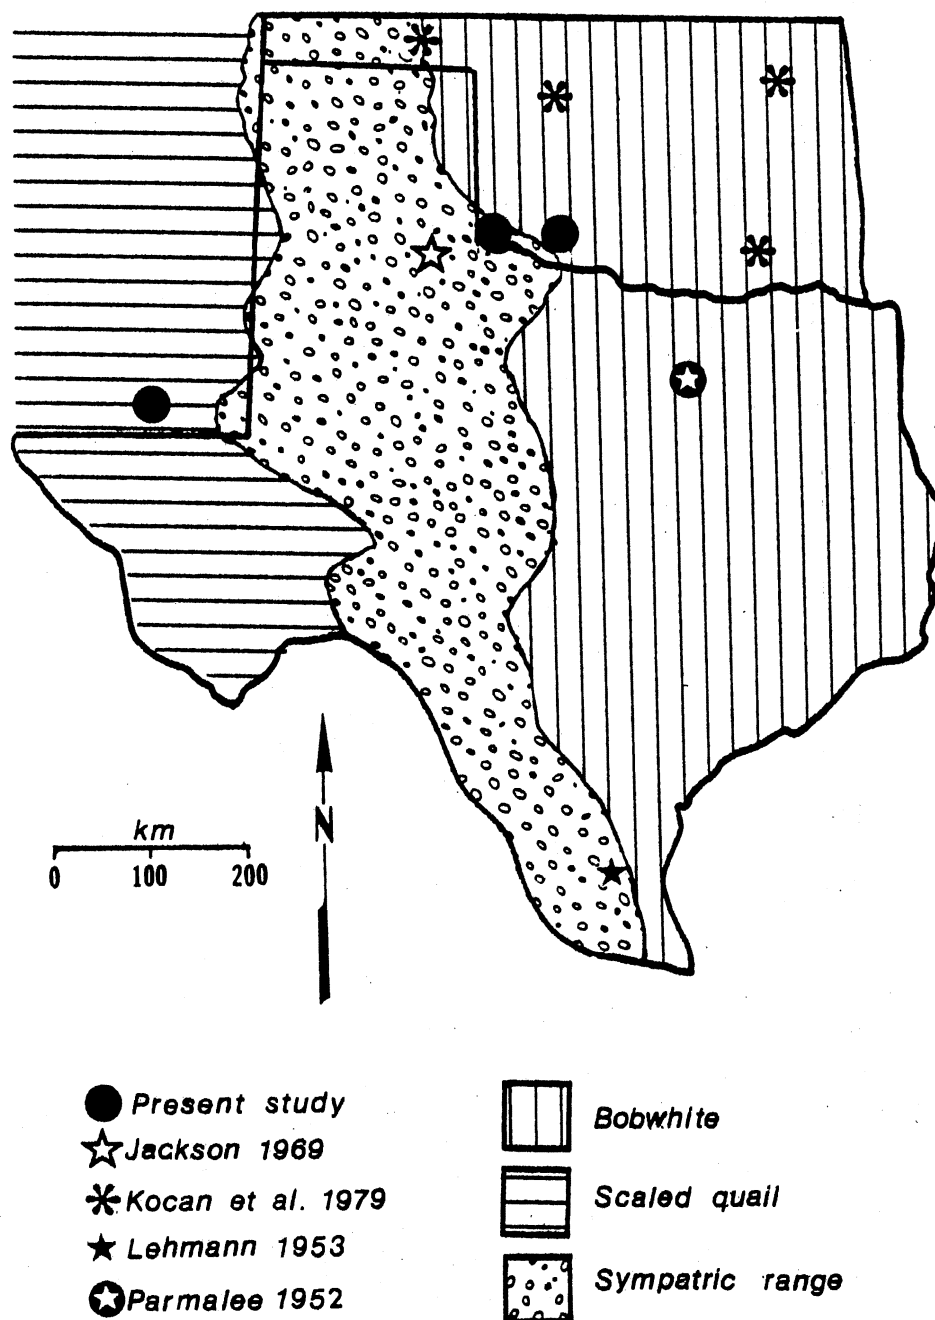 N
km
0 100 200
Present study
Jackson 1969
Kocan et al. 1979
Lehmann 1953
Parmalee 1952
Bobwhite
Scaled quail
Sympatric range